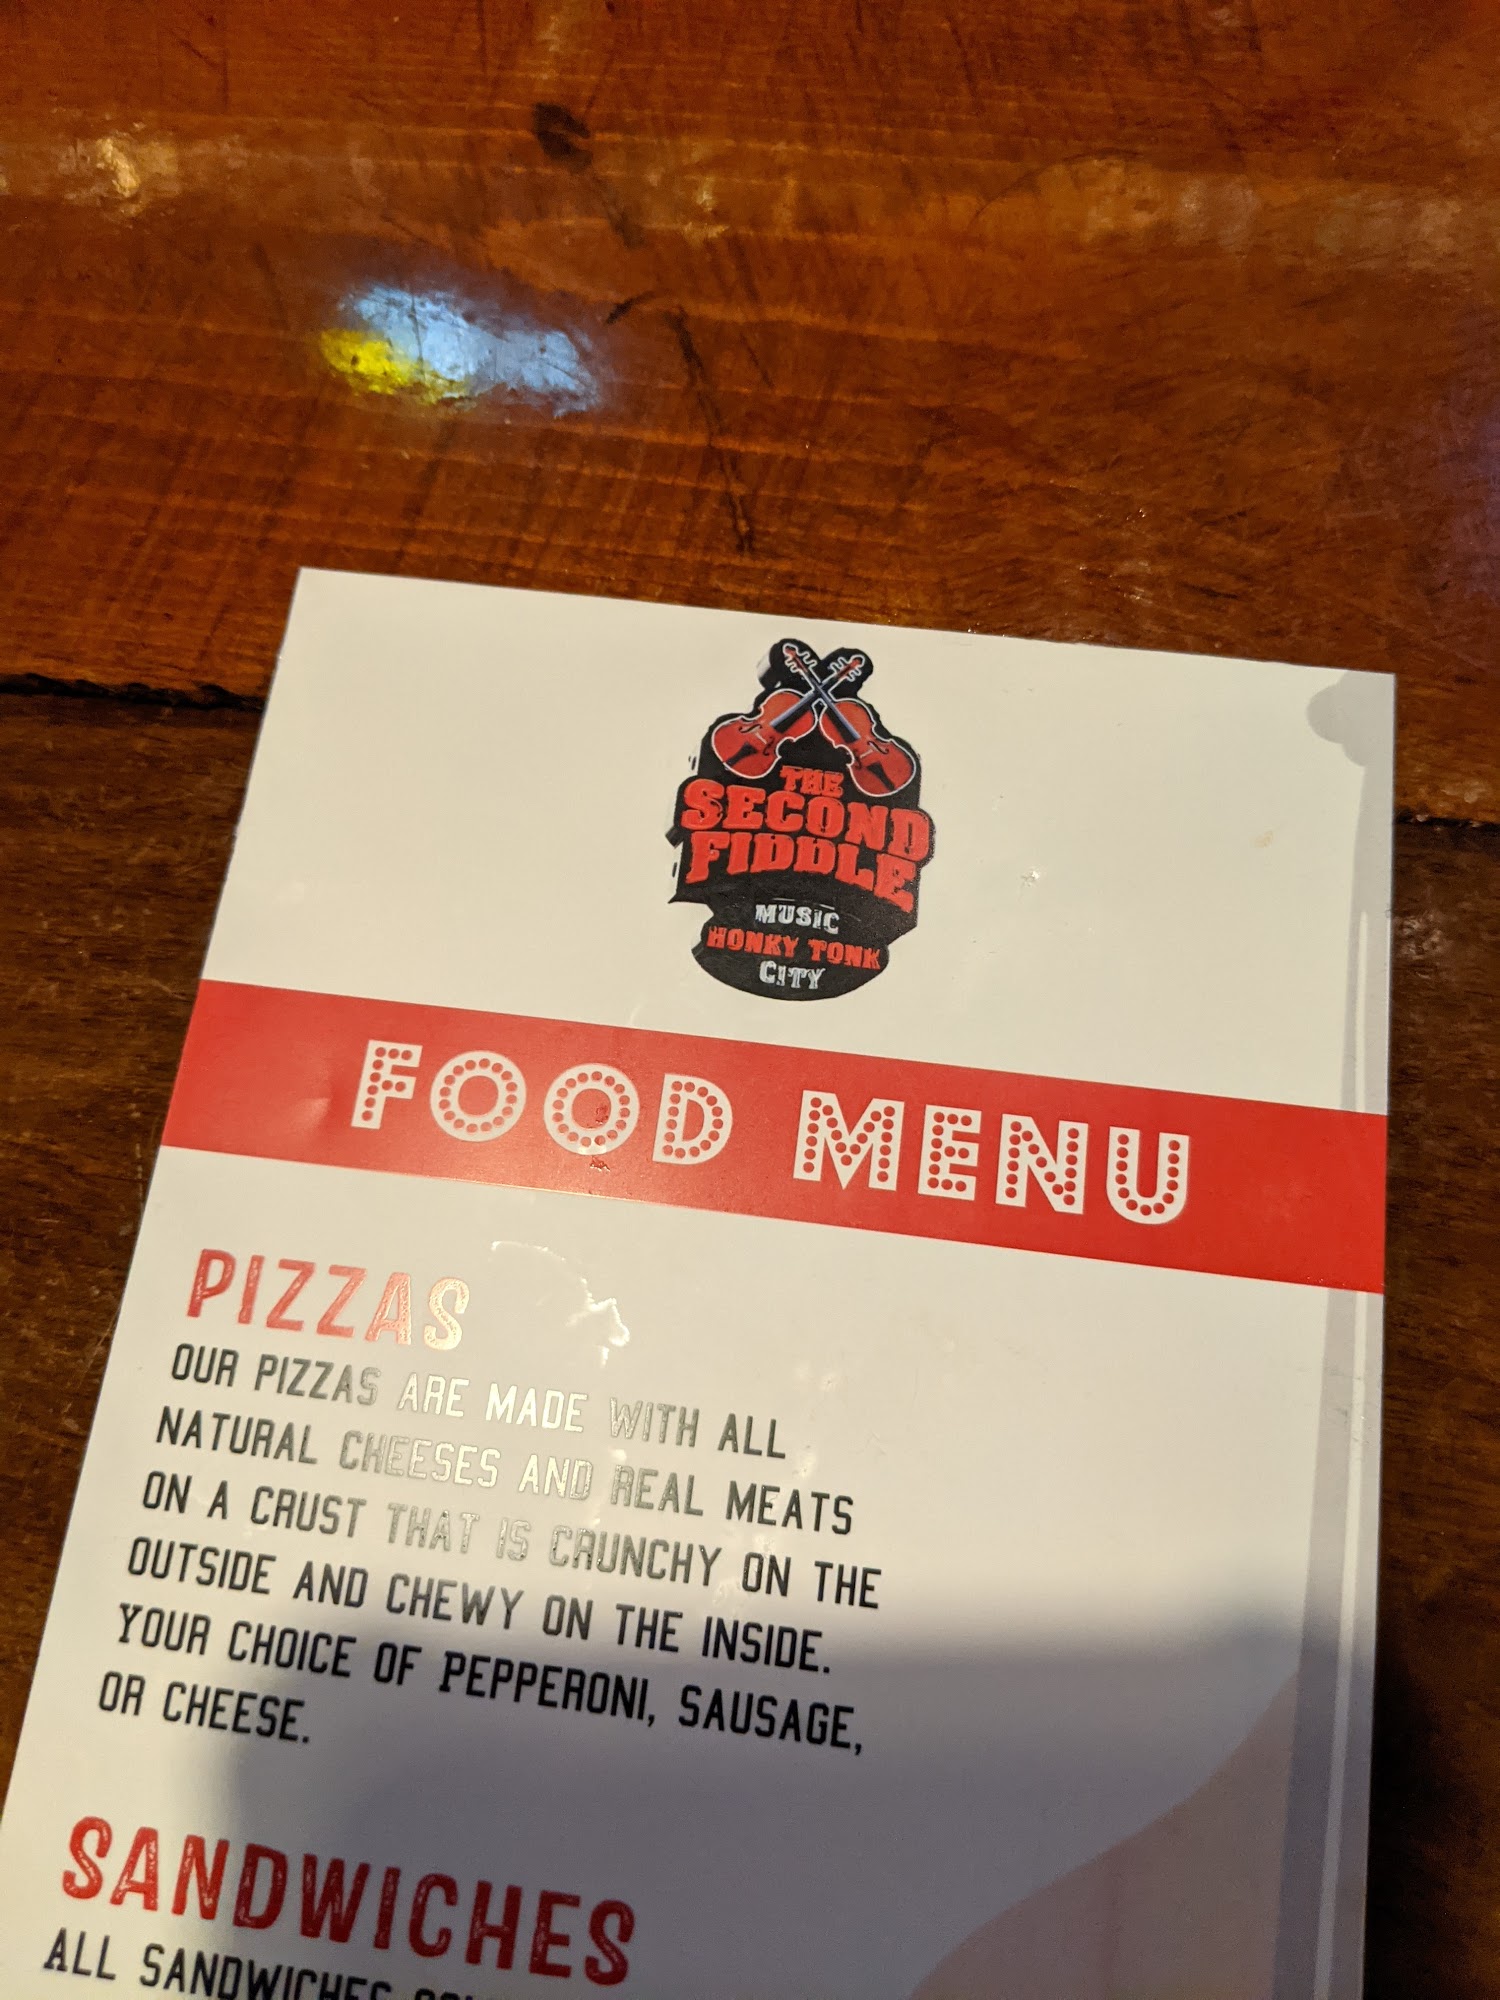 THE
SECOND
FIDDLE
MUSIC
HONKY TONK
CITY
FOOD MENU
PIZZAS
OUR PIZZAS ARE MADE WITH ALL
NATURAL CHEESES AND REAL MEATS
ON A CRUST THAT IS CRUNCHY ON THE
OUTSIDE AND CHEWY ON THE INSIDE.
YOUR CHOICE OF PEPPERONI, SAUSAGE,
OR CHEESE.
SANDWICHES
ALL SANDWICHES